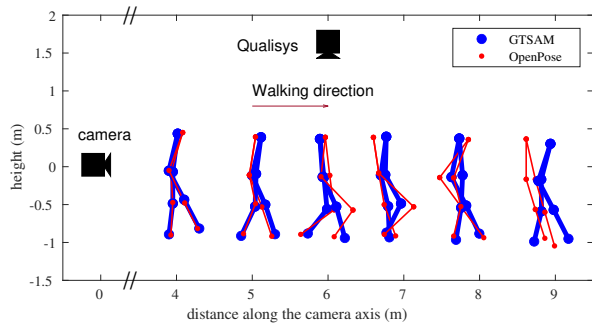 2
1.5
1
0.5
0
-0.5
-1
-1.5
height (m)
Qualisys
GTSAM
OpenPose
Walking direction
camera
0 4 5 6 7 8 9
distance along the camera axis (m)